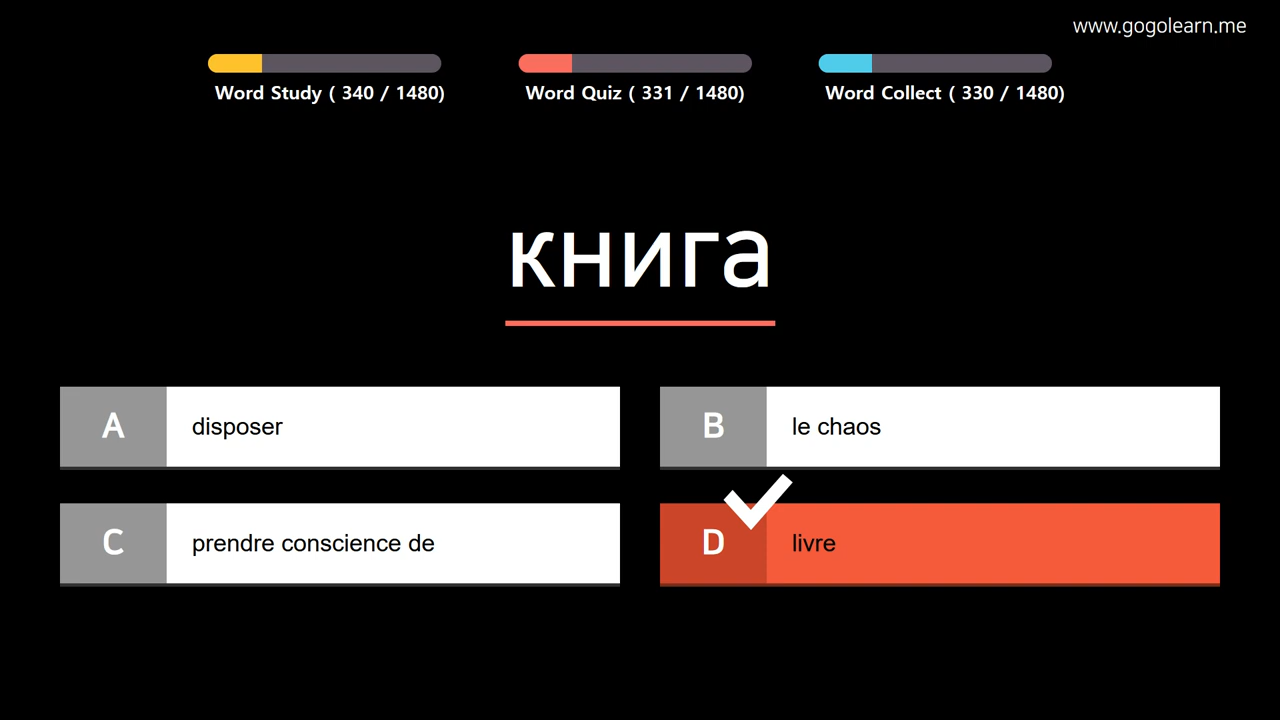 www.gogolearn.me
Word Study ( 340 / 1480)
Word Quiz ( 331 / 1480)
Word Collect ( 330 / 1480)
книга
A disposer
B le chaos
C prendre conscience de
D livre